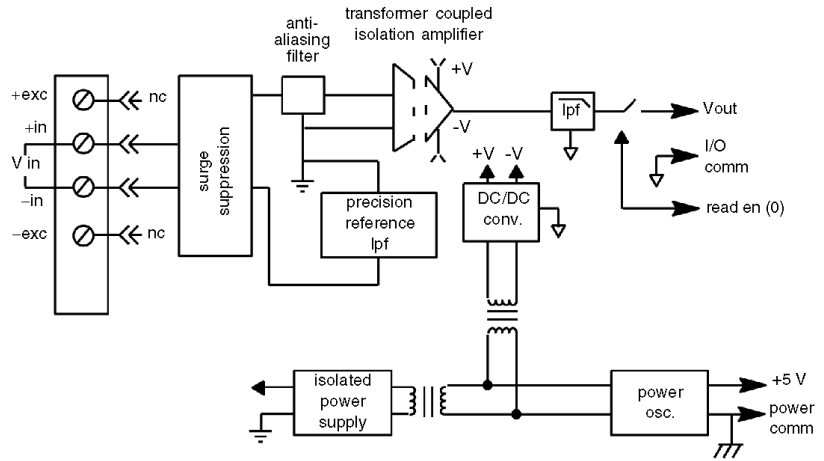 transformer coupled
isolation amplifier
anti-
aliasing
filter
+exc
nc
+in
V in
−in
−exc
nc
surge
suppression
+V
-V
lpf
Vout
I/O
comm
read en (0)
+V
-V
DC/DC
conv.
precision
reference
lpf
isolated
power
supply
power
osc.
+5 V
power
comm